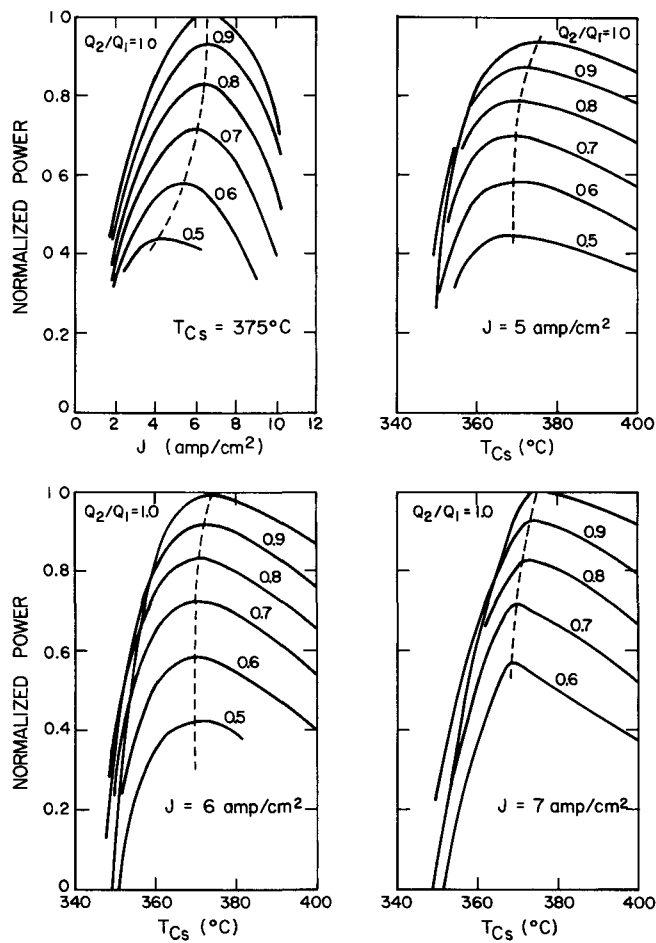 NORMALIZED POWER
1.0
0.8
0.6
0.4
0.2
0
Q2/Q1=1.0
0.9
0.8
0.7
0.6
0.5
TCs = 375°C
0 2 4 6 8 10 12
J (amp/cm²)
Q2/Q1=1.0
0.9
0.8
0.7
0.6
0.5
J = 5 amp/cm²
340 360 380 400
TCs (°C)
NORMALIZED POWER
1.0
0.8
0.6
0.4
0.2
0
Q2/Q1=1.0
0.9
0.8
0.7
0.6
0.5
J = 6 amp/cm²
340 360 380 400
TCs (°C)
Q2/Q1=1.0
0.9
0.8
0.7
0.6
J = 7 amp/cm²
340 360 380 400
TCs (°C)